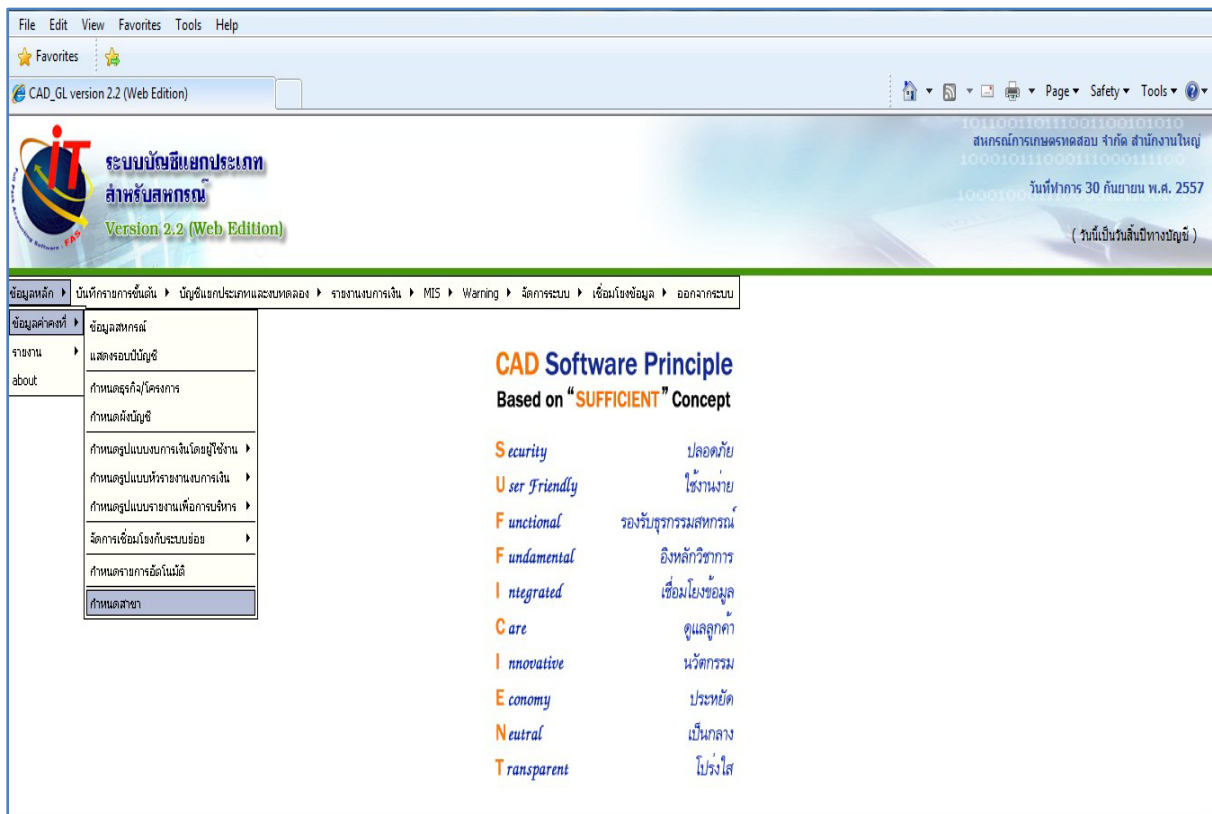 File Edit View Favorites Tools Help
Favorites
CAD_GL version 2.2 (Web Edition)
Page Safety Tools
ระบบบัญชีแยกประเภท
สำหรับสหกรณ์
Version 2.2 (Web Edition)
iT
Full Pack Accounting Software : FAS
สหกรณ์การเกษตรทดสอบ จำกัด สำนักงานใหญ่
วันที่ทำการ 30 กันยายน พ.ศ. 2557
( วันนี้เป็นวันสิ้นปีทางบัญชี )
ข้อมูลหลัก บันทึกรายการขั้นต้น บัญชีแยกประเภทและงบทดลอง รายงานงบการเงิน MIS Warning จัดการระบบ เชื่อมโยงข้อมูล ออกจากระบบ
ข้อมูลค่าคงที่
รายงาน
about
ข้อมูลสหกรณ์
แสดงรอบปีบัญชี
กำหนดธุรกิจ/โครงการ
กำหนดผังบัญชี
กำหนดรูปแบบงบการเงินโดยผู้ใช้งาน
กำหนดรูปแบบหัวรายงานงบการเงิน
กำหนดรูปแบบรายงานเพื่อการบริหาร
จัดการเชื่อมโยงกับระบบย่อย
กำหนดรายการอัตโนมัติ
กำหนดสาขา
CAD Software Principle
Based on "SUFFICIENT" Concept
Security ปลอดภัย
User Friendly ใช้งานง่าย
Functional รองรับธุรกรรมสหกรณ์
Fundamental อิงหลักวิชาการ
Integrated เชื่อมโยงข้อมูล
Care ดูแลลูกค้า
Innovative นวัตกรรม
Economy ประหยัด
Neutral เป็นกลาง
Transparent โปร่งใส